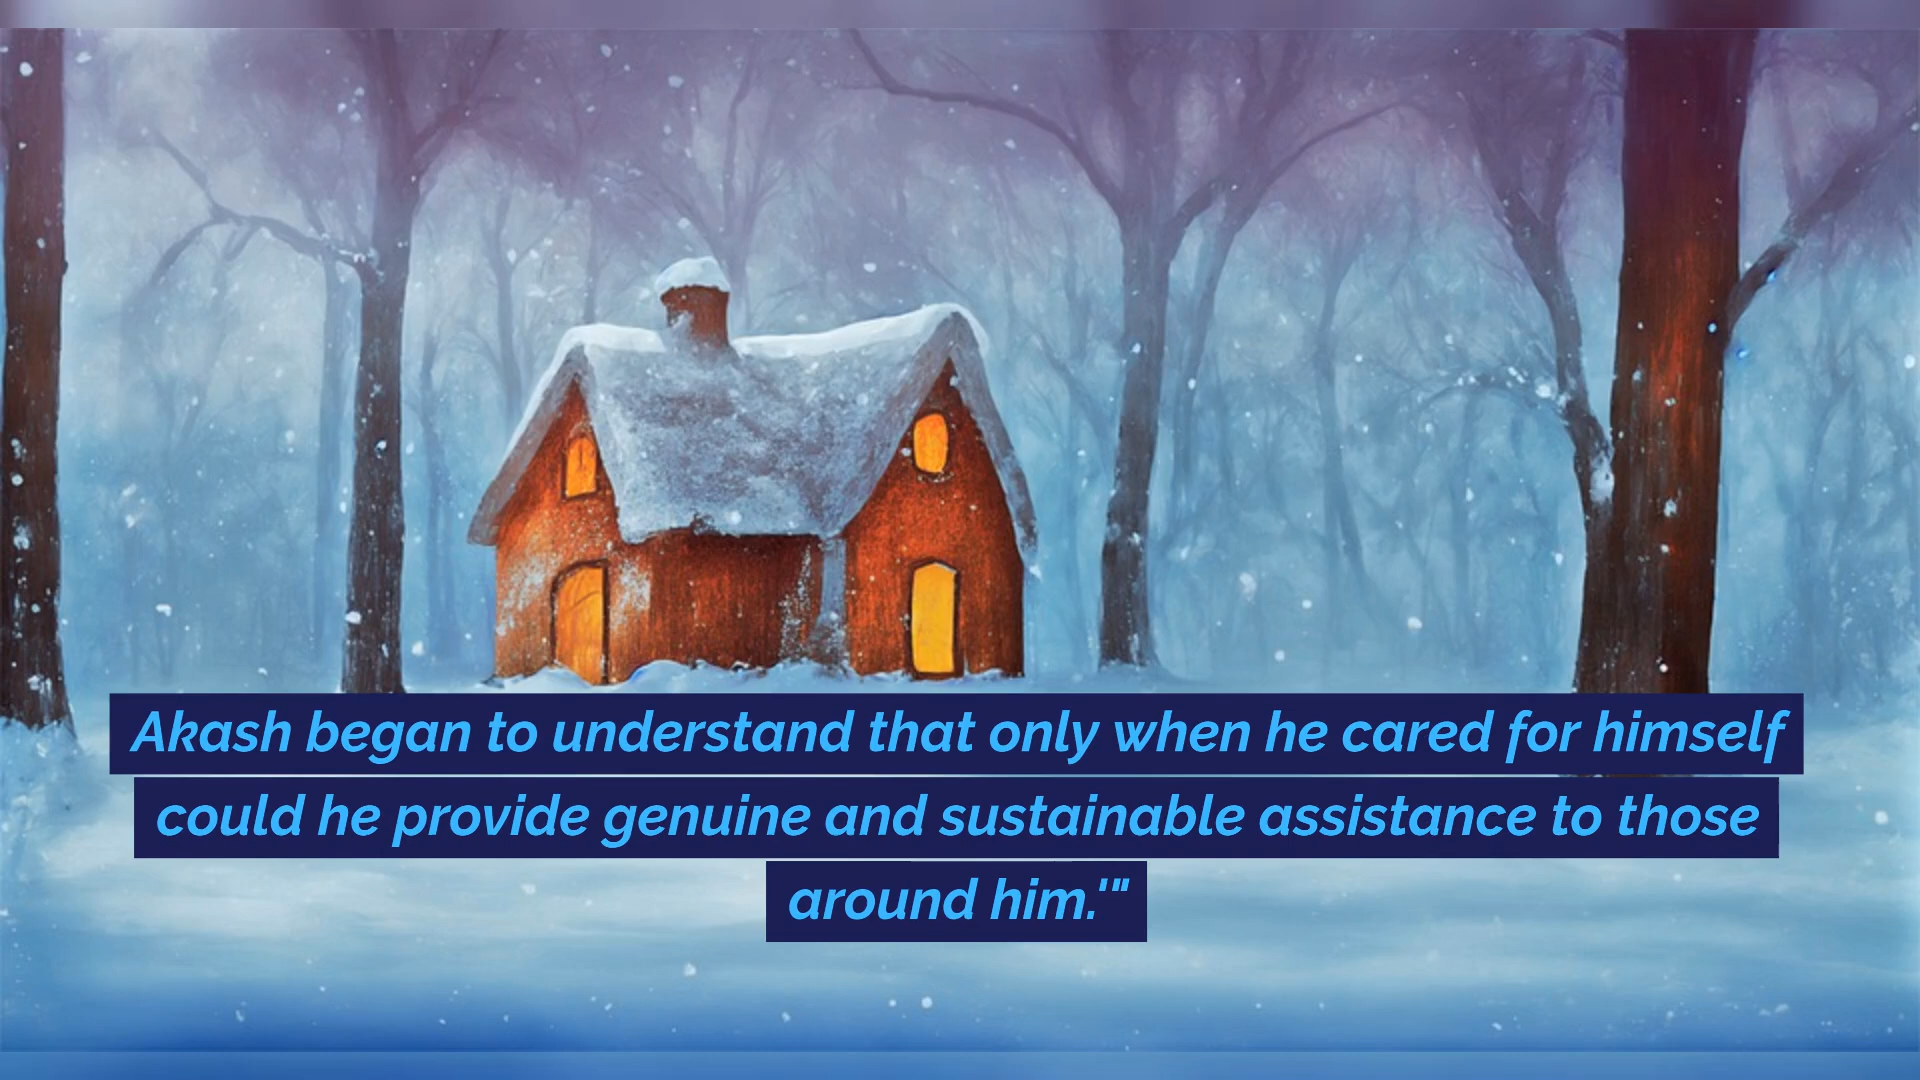 Akash began to understand that only when he cared for himself
could he provide genuine and sustainable assistance to those
around him.'"